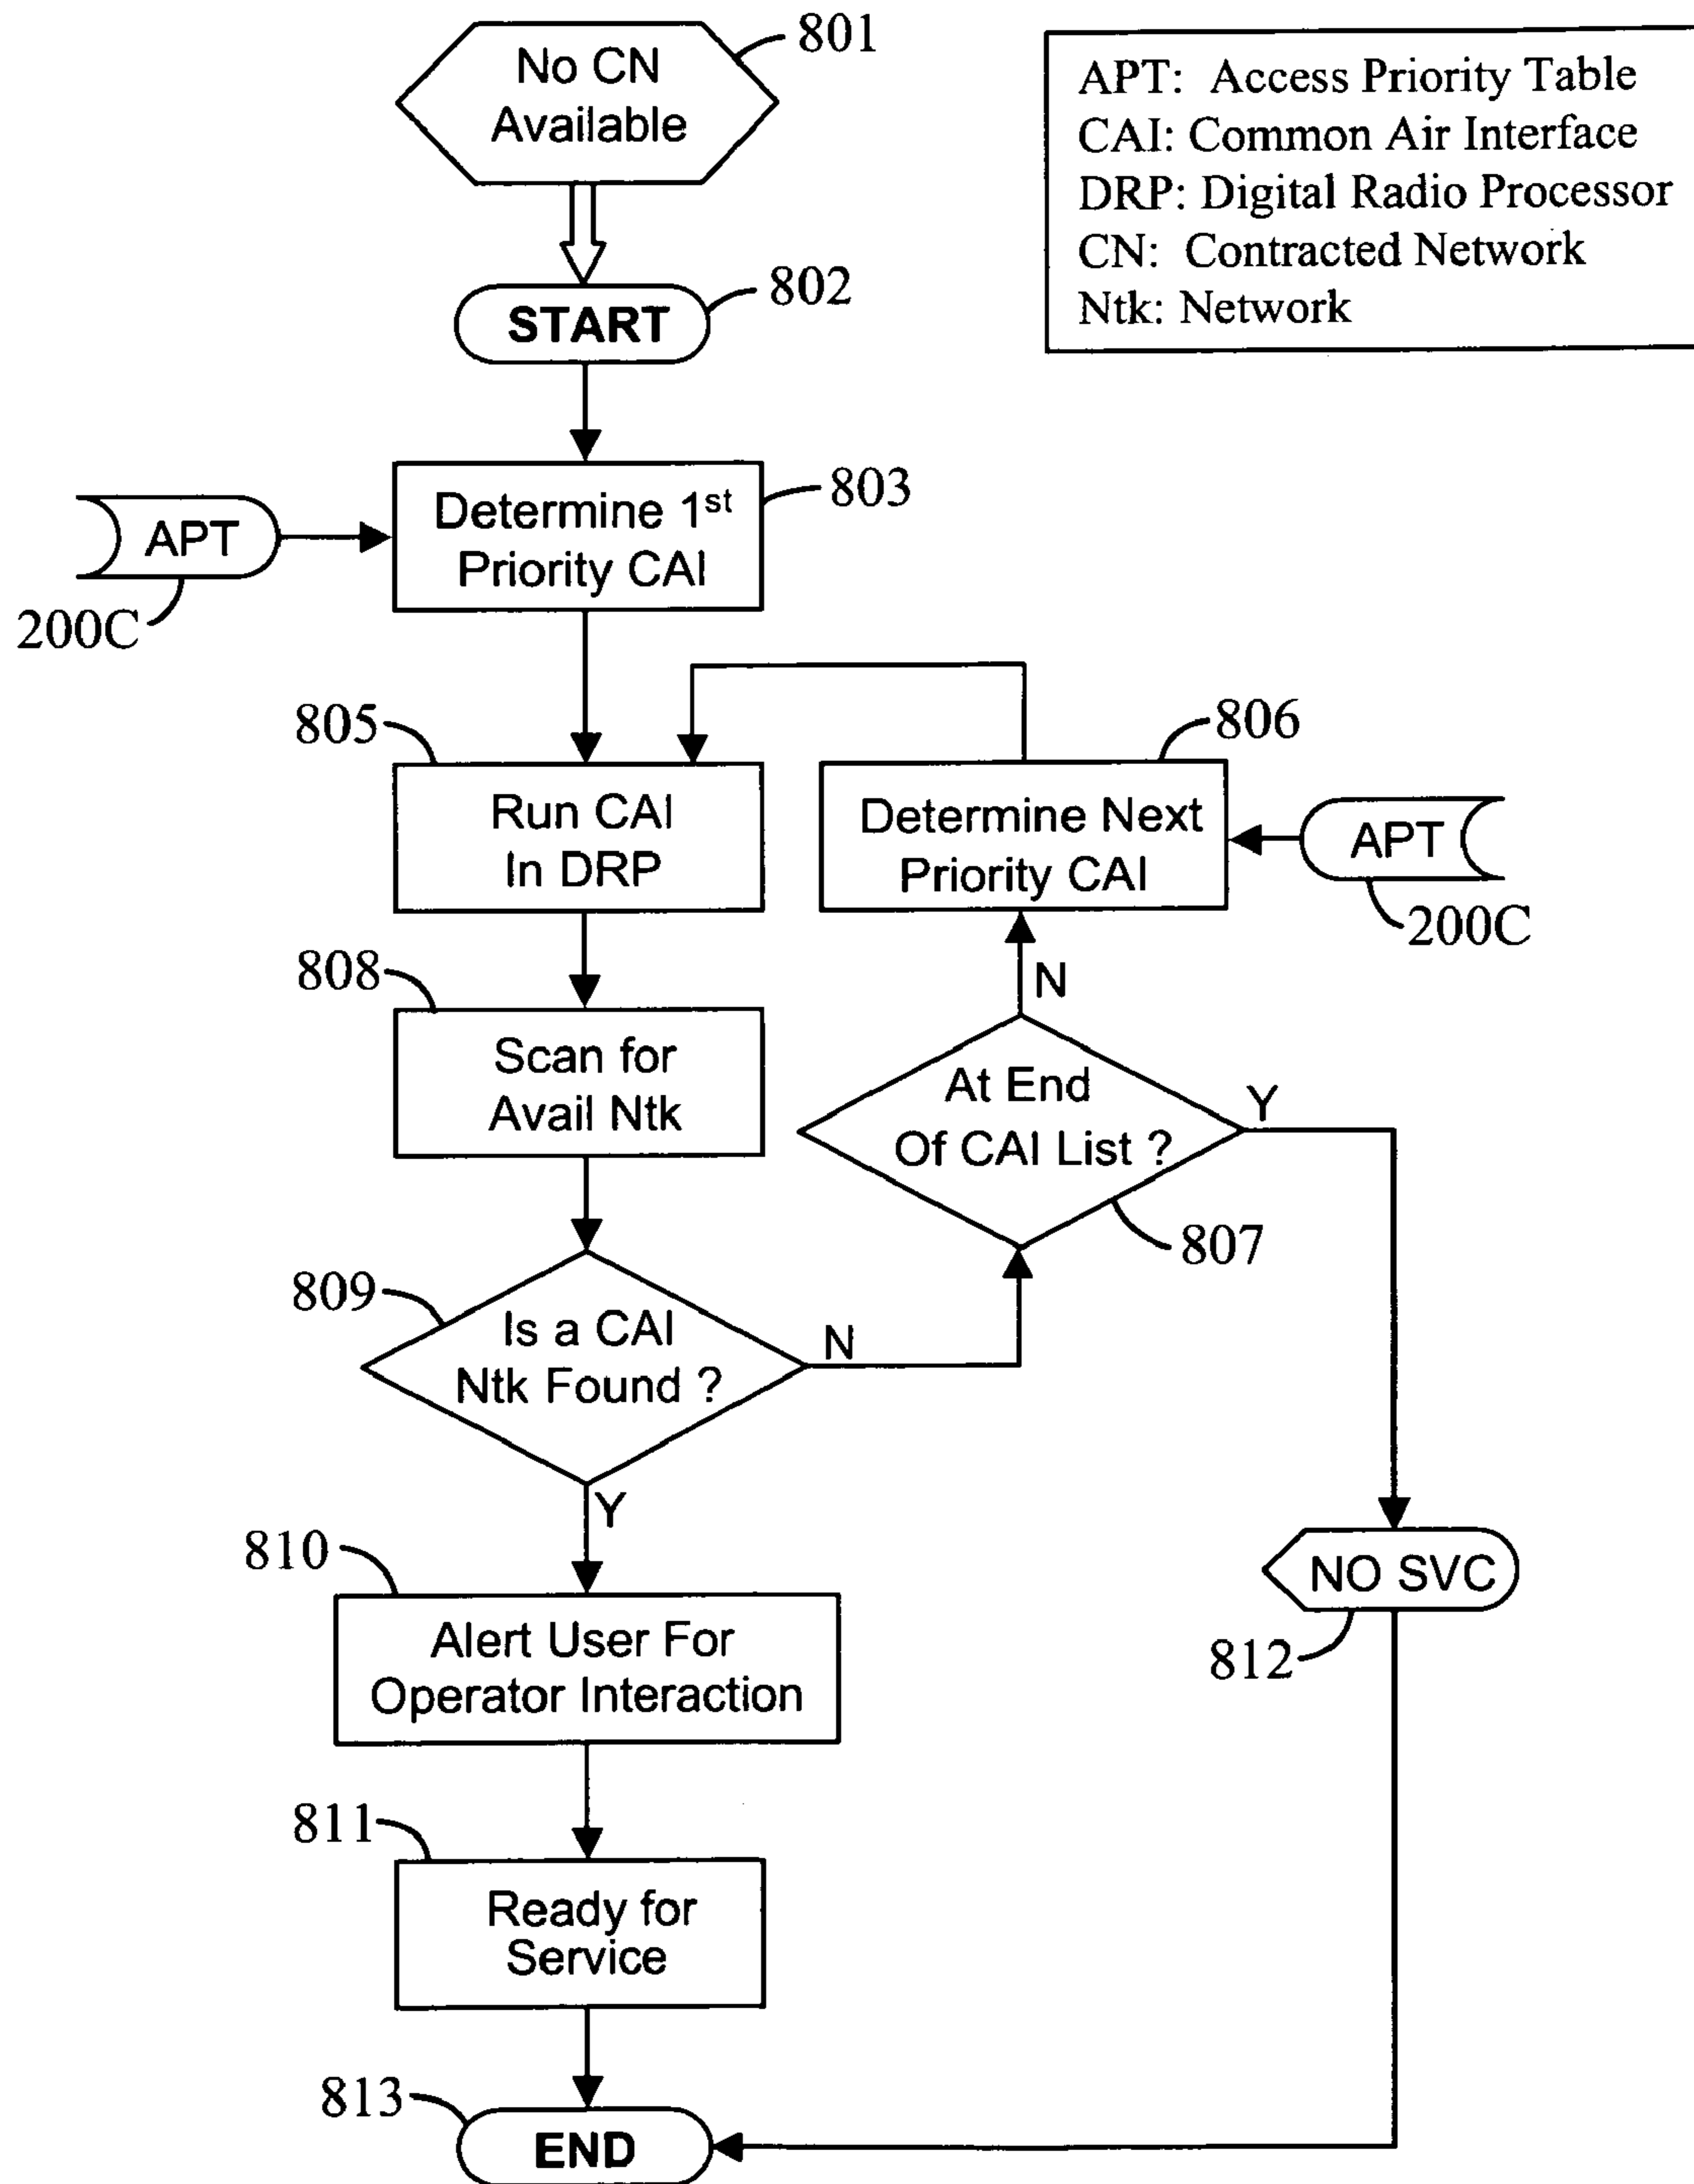 801
No CN
Available
APT: Access Priority Table
CAI: Common Air Interface
DRP: Digital Radio Processor
CN: Contracted Network
Ntk: Network
802
START
803
Determine 1st
Priority CAI
APT
200C
805
Run CAI
In DRP
806
Determine Next
Priority CAI
APT
200C
808
Scan for
Avail Ntk
N
At End
Of CAI List ?
Y
807
809
Is a CAI
Ntk Found ?
N
Y
810
Alert User For
Operator Interaction
NO SVC
812
811
Ready for
Service
813
END